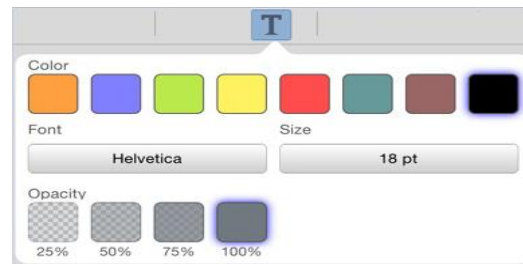 T
Color
Font Size
Helvetica 18 pt
Opacity
25% 50% 75% 100%